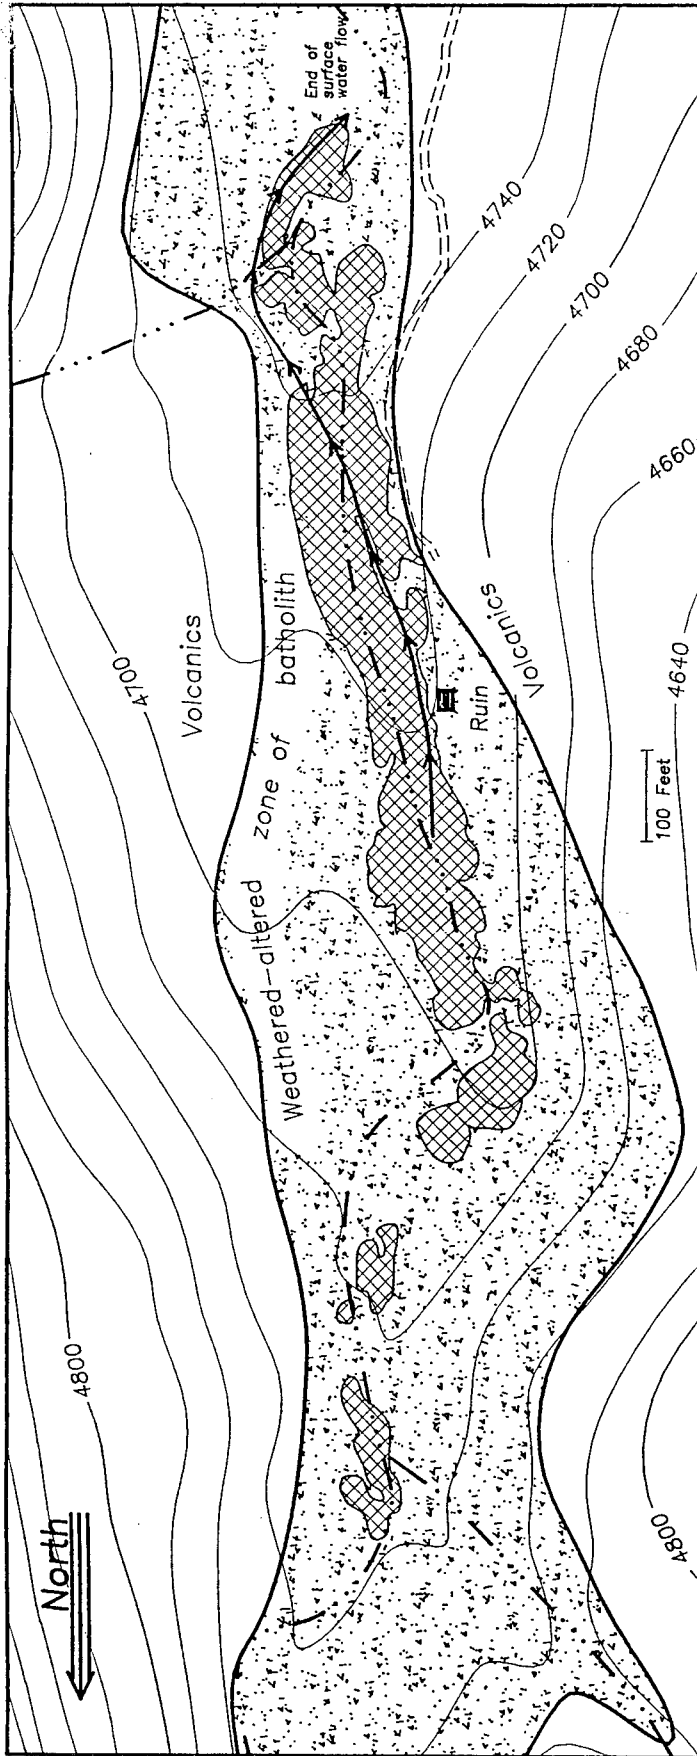 End of
surface
water flow
4740
4720
4700
4680
4660
4640
Volcanics
batholith
zone of
Weathered-altered
4700
Volcanics
Ruin
100 Feet
4800
North
4800